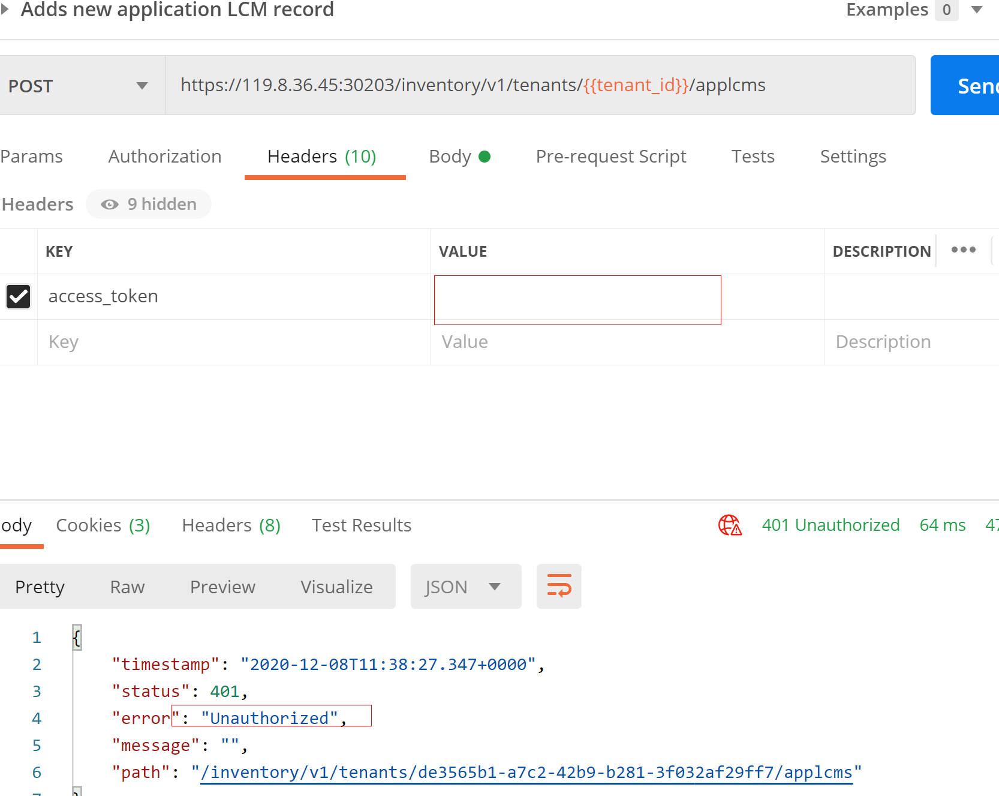 Adds new application LCM record Examples 0
POST https://119.8.36.45:30203/inventory/v1/tenants/{{tenant_id}}/applcms
Params Authorization Headers (10) Body Pre-request Script Tests Settings
Headers 9 hidden
KEY VALUE DESCRIPTION
access_token
Key Value Description
ody Cookies (3) Headers (8) Test Results 401 Unauthorized 64 ms 47
Pretty Raw Preview Visualize JSON
1 {
2 "timestamp": "2020-12-08T11:38:27.347+0000",
3 "status": 401,
4 "error": "Unauthorized",
5 "message": "",
6 "path": "/inventory/v1/tenants/de3565b1-a7c2-42b9-b281-3f032af29ff7/applcms"
7 }